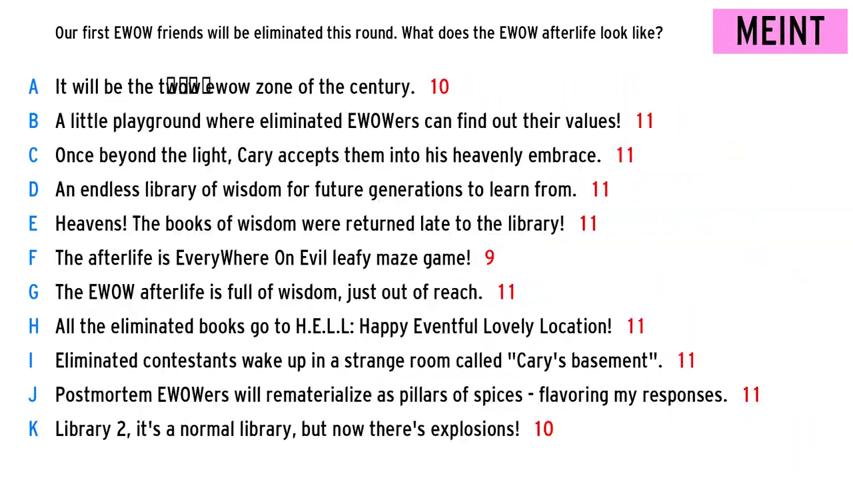 Our first EWOW friends will be eliminated this round. What does the EWOW afterlife look like?
MEINT
A It will be the ewow zone of the century. 10
B A little playground where eliminated EWOWers can find out their values! 11
C Once beyond the light, Cary accepts them into his heavenly embrace. 11
D An endless library of wisdom for future generations to learn from. 11
E Heavens! The books of wisdom were returned late to the library! 11
F The afterlife is EveryWhere On Evil leafy maze game! 9
G The EWOW afterlife is full of wisdom, just out of reach. 11
H All the eliminated books go to H.E.L.L: Happy Eventful Lovely Location! 11
I Eliminated contestants wake up in a strange room called "Cary's basement". 11
J Postmortem EWOWers will rematerialize as pillars of spices - flavoring my responses. 11
K Library 2, it's a normal library, but now there's explosions! 10